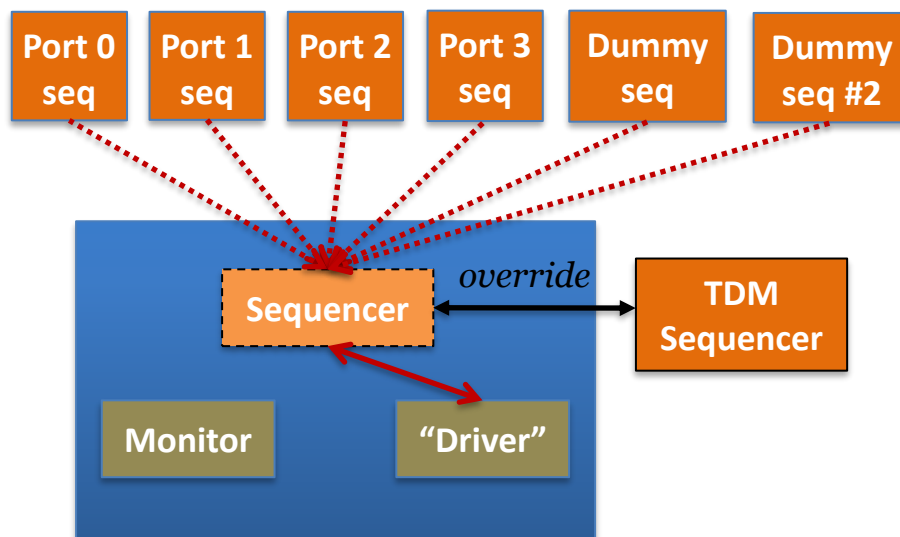 Port 0
seq
Port 1
seq
Port 2
seq
Port 3
seq
Dummy
seq
Dummy
seq #2
Sequencer
override
TDM
Sequencer
Monitor
“Driver”